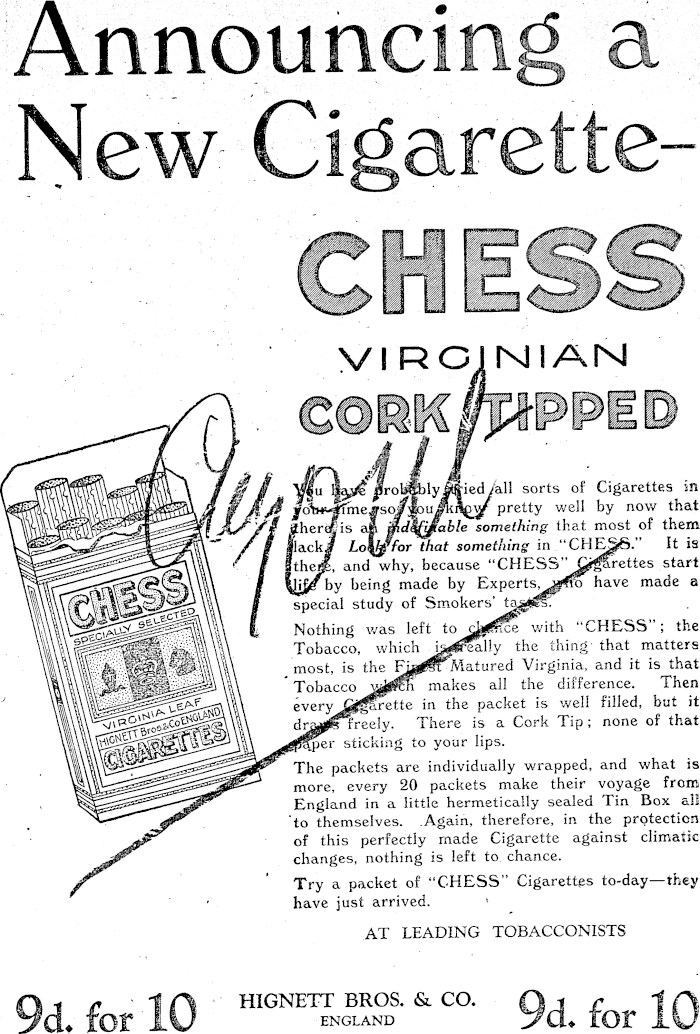 Announcing a
New Cigarette—
CHESS
VIRGINIAN
CORK TIPPED
CHESS
SPECIALLY SELECTED
VIRGINIA LEAF
HIGNETT Bros & Co ENGLAND
CIGARETTES
You have probably tried all sorts of Cigarettes in
your time, so you know pretty well by now that
there is an indefinable something that most of them
lack. Look for that something in "CHESS." It is
there, and why, because "CHESS" Cigarettes start
life by being made by Experts, who have made a
special study of Smokers' tastes.
Nothing was left to chance with "CHESS"; the
Tobacco, which is really the thing that matters
most, is the Finest Matured Virginia, and it is that
Tobacco which makes all the difference. Then
every Cigarette in the packet is well filled, but it
draws freely. There is a Cork Tip; none of that
paper sticking to your lips.
The packets are individually wrapped, and what is
more, every 20 packets make their voyage from
England in a little hermetically sealed Tin Box all
to themselves. Again, therefore, in the protection
of this perfectly made Cigarette against climatic
changes, nothing is left to chance.
Try a packet of "CHESS" Cigarettes to-day—they
have just arrived.
AT LEADING TOBACCONISTS
9d. for 10 HIGNETT BROS. & CO. 9d. for 10
ENGLAND